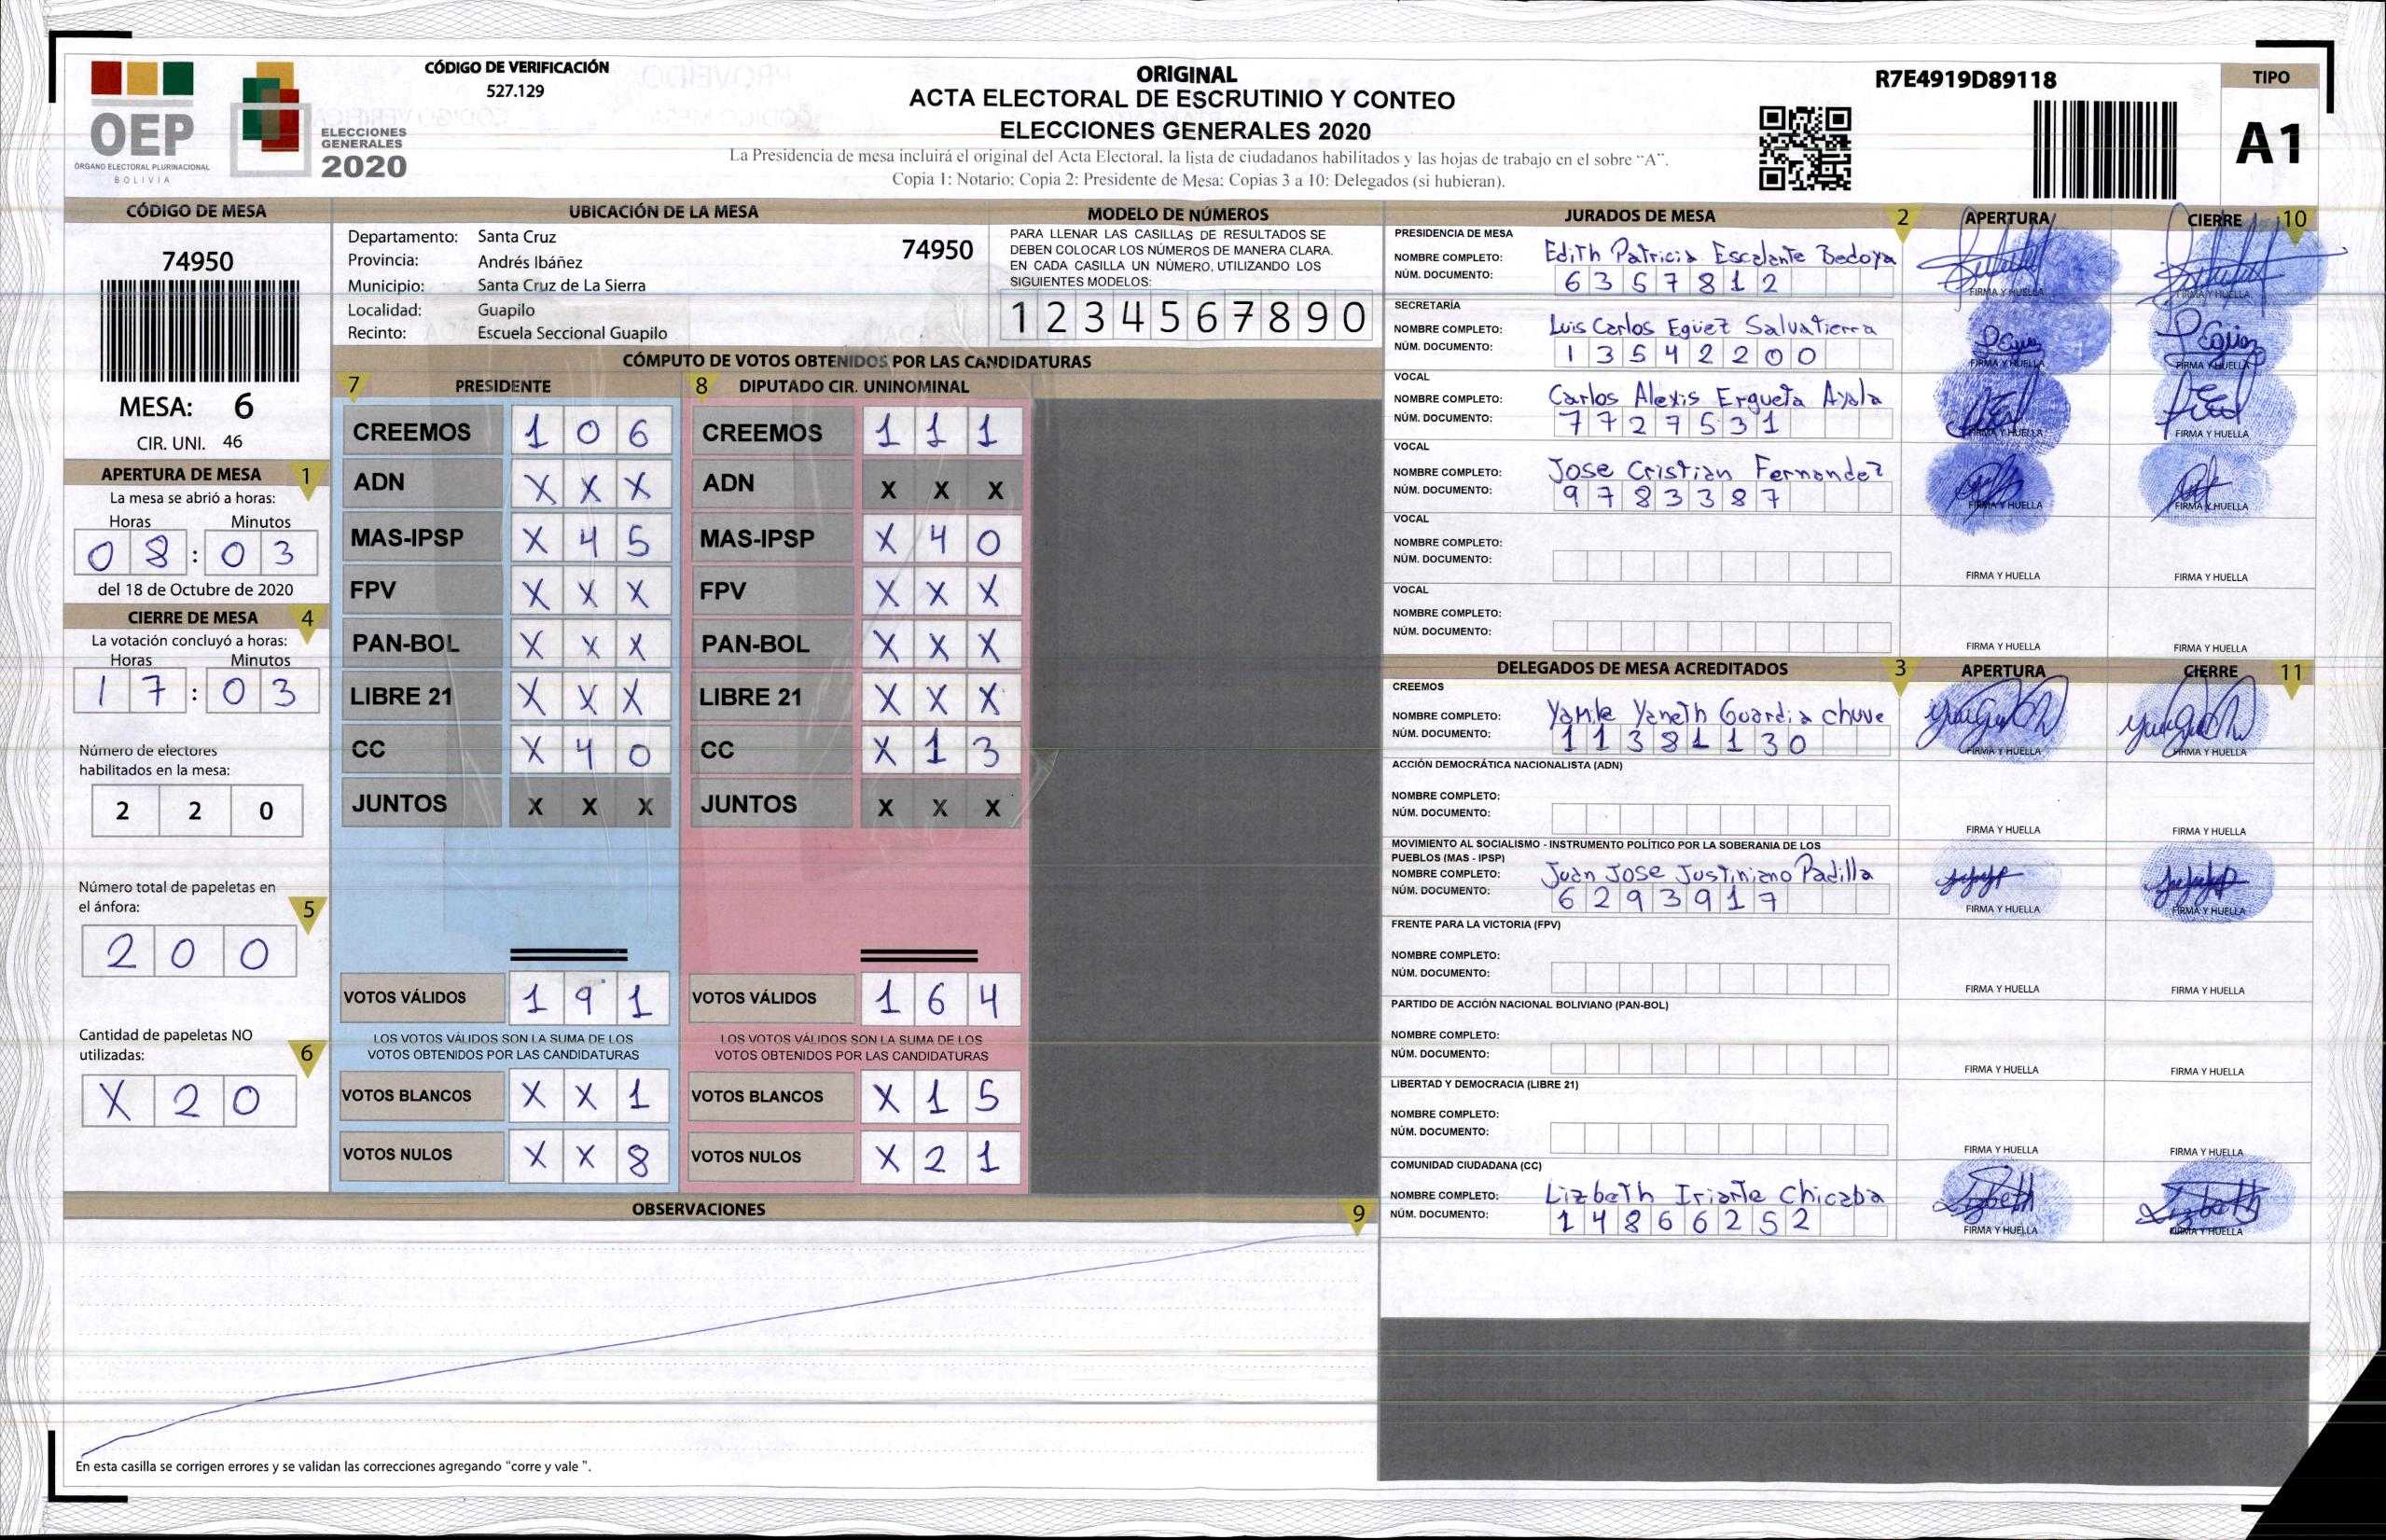 OEP
ÓRGANO ELECTORAL PLURINACIONAL
BOLIVIA
ELECCIONES
GENERALES
2020
CÓDIGO DE VERIFICACIÓN
527.129
ORIGINAL
ACTA ELECTORAL DE ESCRUTINIO Y CONTEO
ELECCIONES GENERALES 2020
La Presidencia de mesa incluirá el original del Acta Electoral, la lista de ciudadanos habilitados y las hojas de trabajo en el sobre "A".
Copia 1: Notario; Copia 2: Presidente de Mesa; Copias 3 a 10: Delegados (si hubieran).
R7E4919D89118
TIPO
A1
CÓDIGO DE MESA
74950
MESA: 6
CIR. UNI. 46
APERTURA DE MESA 1
La mesa se abrió a horas:
Horas Minutos
08:03
del 18 de Octubre de 2020
CIERRE DE MESA 4
La votación concluyó a horas:
Horas Minutos
17:03
Número de electores
habilitados en la mesa:
2 2 0
Número total de papeletas en
el ánfora:
5
2 0 0
Cantidad de papeletas NO
utilizadas:
6
X 2 0
UBICACIÓN DE LA MESA
Departamento: Santa Cruz
74950
Provincia: Andrés Ibáñez
Municipio: Santa Cruz de La Sierra
Localidad: Guapilo
Recinto: Escuela Seccional Guapilo
MODELO DE NÚMEROS
PARA LLENAR LAS CASILLAS DE RESULTADOS SE
DEBEN COLOCAR LOS NÚMEROS DE MANERA CLARA.
EN CADA CASILLA UN NÚMERO, UTILIZANDO LOS
SIGUIENTES MODELOS:
1 2 3 4 5 6 7 8 9 0
CÓMPUTO DE VOTOS OBTENIDOS POR LAS CANDIDATURAS
7 PRESIDENTE
CREEMOS 1 0 6
ADN X X X
MAS-IPSP X 4 5
FPV X X X
PAN-BOL X X X
LIBRE 21 X X X
CC X 4 0
JUNTOS X X X
VOTOS VÁLIDOS 1 9 1
LOS VOTOS VÁLIDOS SON LA SUMA DE LOS
VOTOS OBTENIDOS POR LAS CANDIDATURAS
VOTOS BLANCOS X X 1
VOTOS NULOS X X 8
8 DIPUTADO CIR. UNINOMINAL
CREEMOS 1 1 1
ADN X X X
MAS-IPSP X 4 0
FPV X X X
PAN-BOL X X X
LIBRE 21 X X X
CC X 1 3
JUNTOS X X X
VOTOS VÁLIDOS 1 6 4
LOS VOTOS VÁLIDOS SON LA SUMA DE LOS
VOTOS OBTENIDOS POR LAS CANDIDATURAS
VOTOS BLANCOS X 1 5
VOTOS NULOS X 2 1
OBSERVACIONES 9
En esta casilla se corrigen errores y se validan las correcciones agregando "corre y vale ".
JURADOS DE MESA 2 APERTURA CIERRE 10
PRESIDENCIA DE MESA
NOMBRE COMPLETO: Edith Patricia Escalante Bedoya
NÚM. DOCUMENTO: 6357812
FIRMA Y HUELLA FIRMA Y HUELLA
SECRETARÍA
NOMBRE COMPLETO: Luis Carlos Egüez Salvatierra
NÚM. DOCUMENTO: 13542200
FIRMA Y HUELLA FIRMA Y HUELLA
VOCAL
NOMBRE COMPLETO: Carlos Alexis Ergueta Ayala
NÚM. DOCUMENTO: 7727531
FIRMA Y HUELLA FIRMA Y HUELLA
VOCAL
NOMBRE COMPLETO: Jose Cristian Fernandez
NÚM. DOCUMENTO: 9783387
FIRMA Y HUELLA FIRMA Y HUELLA
VOCAL
NOMBRE COMPLETO:
NÚM. DOCUMENTO:
FIRMA Y HUELLA FIRMA Y HUELLA
VOCAL
NOMBRE COMPLETO:
NÚM. DOCUMENTO:
FIRMA Y HUELLA FIRMA Y HUELLA
DELEGADOS DE MESA ACREDITADOS 3 APERTURA CIERRE 11
CREEMOS
NOMBRE COMPLETO: Yaneth Guardia Chuve
NÚM. DOCUMENTO: 11381130
FIRMA Y HUELLA FIRMA Y HUELLA
ACCIÓN DEMOCRÁTICA NACIONALISTA (ADN)
NOMBRE COMPLETO:
NÚM. DOCUMENTO:
FIRMA Y HUELLA FIRMA Y HUELLA
MOVIMIENTO AL SOCIALISMO - INSTRUMENTO POLÍTICO POR LA SOBERANIA DE LOS
PUEBLOS (MAS - IPSP)
NOMBRE COMPLETO: Juan Jose Justiniano Padilla
NÚM. DOCUMENTO: 6293917
FIRMA Y HUELLA FIRMA Y HUELLA
FRENTE PARA LA VICTORIA (FPV)
NOMBRE COMPLETO:
NÚM. DOCUMENTO:
FIRMA Y HUELLA FIRMA Y HUELLA
PARTIDO DE ACCIÓN NACIONAL BOLIVIANO (PAN-BOL)
NOMBRE COMPLETO:
NÚM. DOCUMENTO:
FIRMA Y HUELLA FIRMA Y HUELLA
LIBERTAD Y DEMOCRACIA (LIBRE 21)
NOMBRE COMPLETO:
NÚM. DOCUMENTO:
FIRMA Y HUELLA FIRMA Y HUELLA
COMUNIDAD CIUDADANA (CC)
NOMBRE COMPLETO: Lizbeth Iriarte Chicaba
NÚM. DOCUMENTO: 14866252
FIRMA Y HUELLA FIRMA Y HUELLA